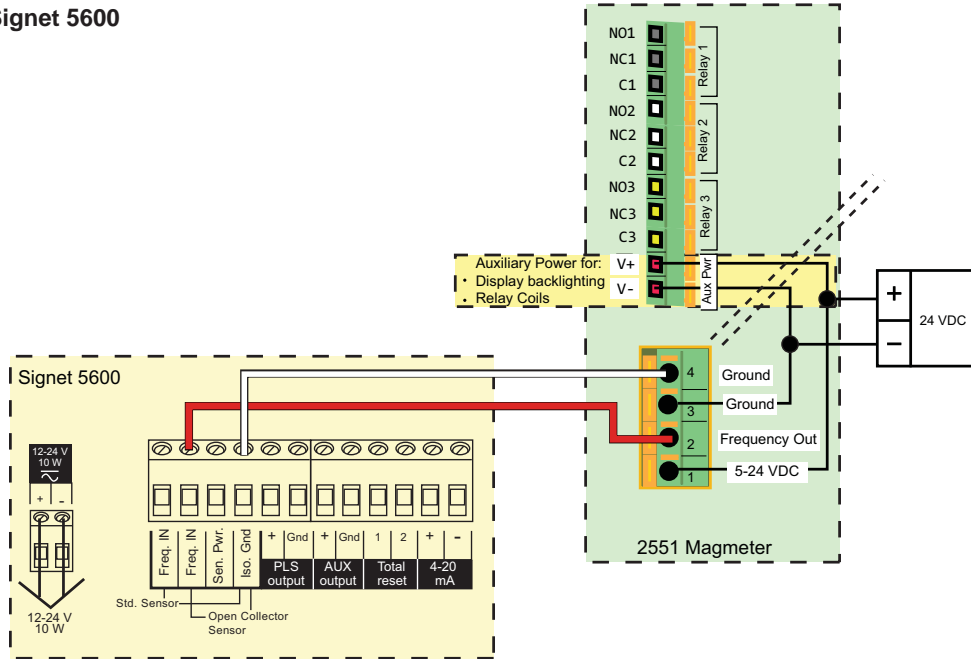 Signet 5600
NO1
NC1
C1
Relay 1
NO2
NC2
C2
Relay 2
NO3
NC3
C3
Relay 3
Auxiliary Power for:
• Display backlighting
• Relay Coils
V+
V-
Aux Pwr
+
−
24 VDC
4 Ground
3 Ground
2 Frequency Out
1 5-24 VDC
2551 Magmeter
Signet 5600
12-24 V
10 W
+ -
12-24 V
10 W
Freq. IN
Freq. IN
Sen. Pwr.
Iso. Gnd
+ Gnd + Gnd 1 2 + -
PLS output
AUX output
Total reset
4-20 mA
Std. Sensor
Open Collector
Sensor